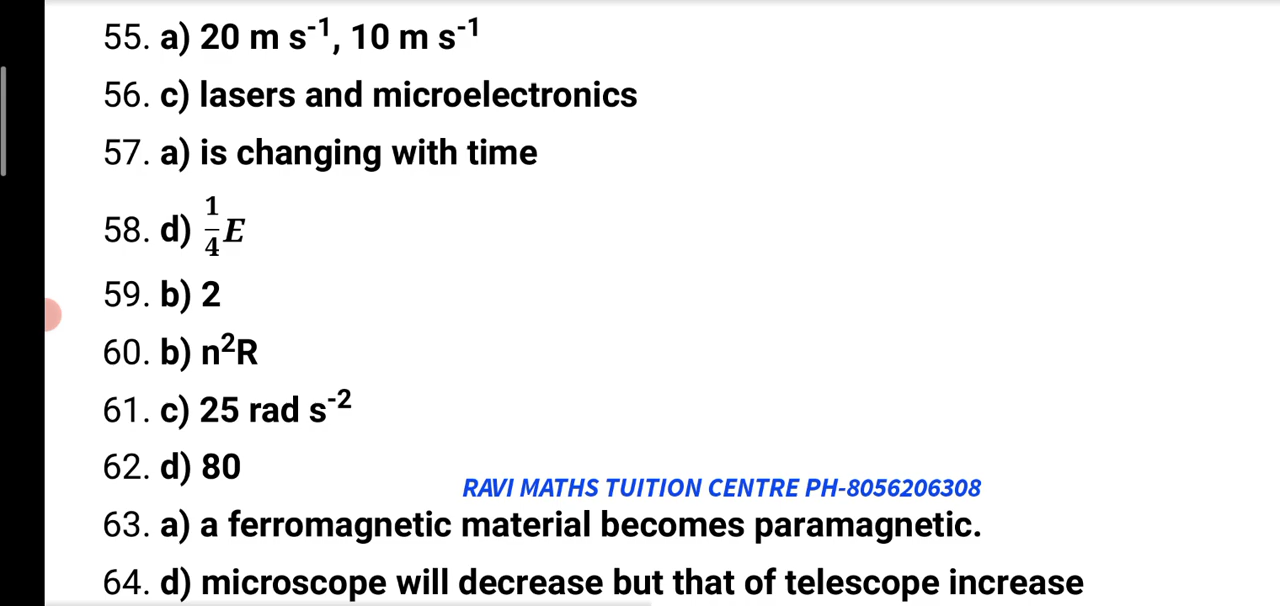 55. a) 20 m s⁻¹, 10 m s⁻¹
56. c) lasers and microelectronics
57. a) is changing with time
58. d) 1/4 E
59. b) 2
60. b) n²R
61. c) 25 rad s⁻²
62. d) 80
RAVI MATHS TUITION CENTRE PH-8056206308
63. a) a ferromagnetic material becomes paramagnetic.
64. d) microscope will decrease but that of telescope increase